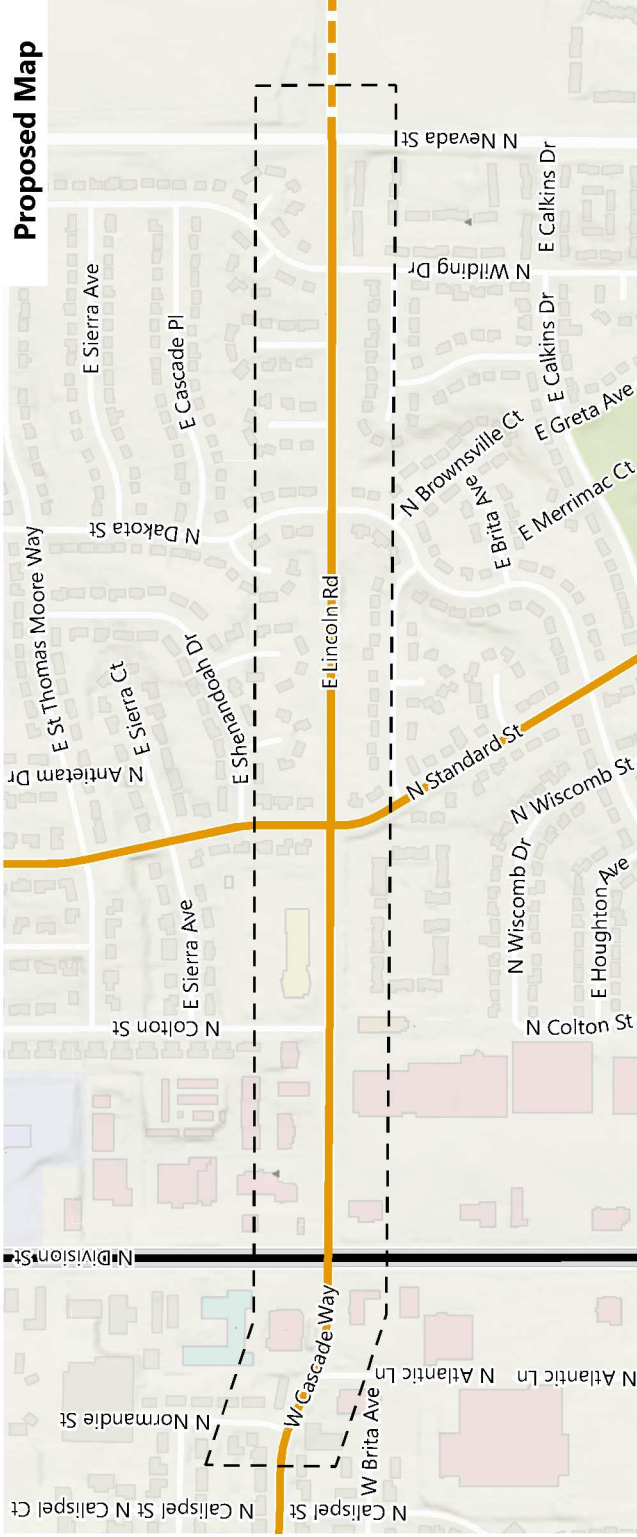 Proposed Map
N Nevada St
E Calkins Dr
N Wilding Dr
E Sierra Ave
E Cascade Pl
E Calkins Dr
E Greta Ave
N Brownsville Ct
E Merrimac Ct
E Brita Ave
N Dakota St
E St Thomas Moore Way
E Lincoln Rd
E Shenandoah Dr
E Sierra Ct
N Antietam Dr
N Standard St
N Wiscomb St
N Wiscomb Dr
E Houghton Ave
E Sierra Ave
N Colton St
N Colton St
N Division St
W Cascade Way
N Atlantic Ln
N Atlantic Ln
N Normandie St
W Brita Ave
N Calispel Ct
N Calispel St
N Calispel St